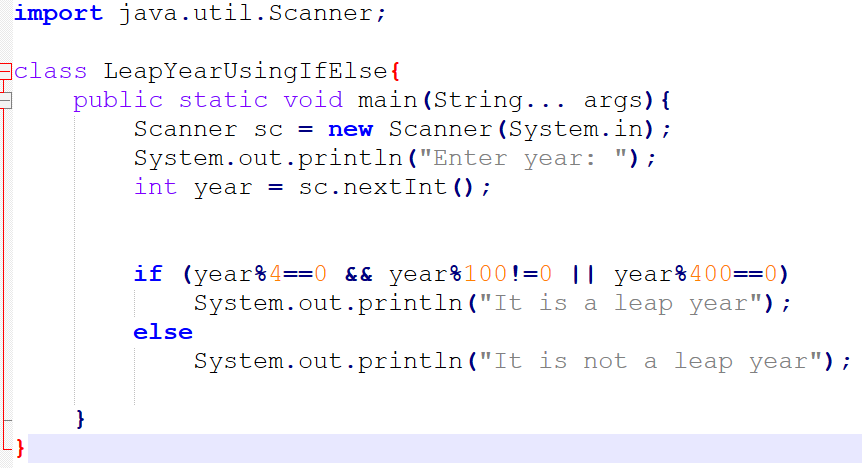 import java.util.Scanner;
class LeapYearUsingIfElse{
public static void main(String... args){
Scanner sc = new Scanner(System.in);
System.out.println("Enter year: ");
int year = sc.nextInt();
if (year%4==0 && year%100!=0 || year%400==0)
System.out.println("It is a leap year");
else
System.out.println("It is not a leap year");
}
}